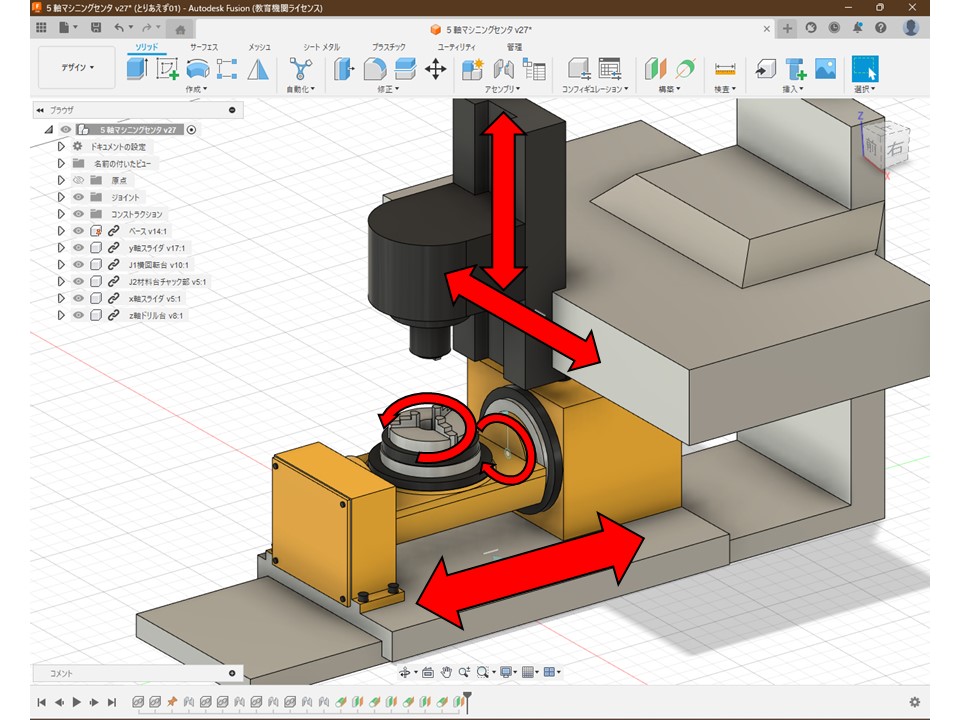 5 軸マシニングセンタ v27* (とりあえず01) - Autodesk Fusion (教育機関ライセンス)
5 軸マシニングセンタ v27*
デザイン
ソリッド サーフェス メッシュ シート メタル プラスチック ユーティリティ 管理
作成 自動化 修正 アセンブリ コンフィギュレーション 構築 検査 挿入 選択
ブラウザ
5 軸マシニングセンタ v27
ドキュメントの設定
名前の付いたビュー
原点
ジョイント
コンストラクション
ベース v14:1
y軸スライダ v17:1
J1横回転台 v10:1
J2材料台チャック部 v5:1
x軸スライダ v5:1
z軸ドリル台 v8:1
Z
前 右
X
コメント